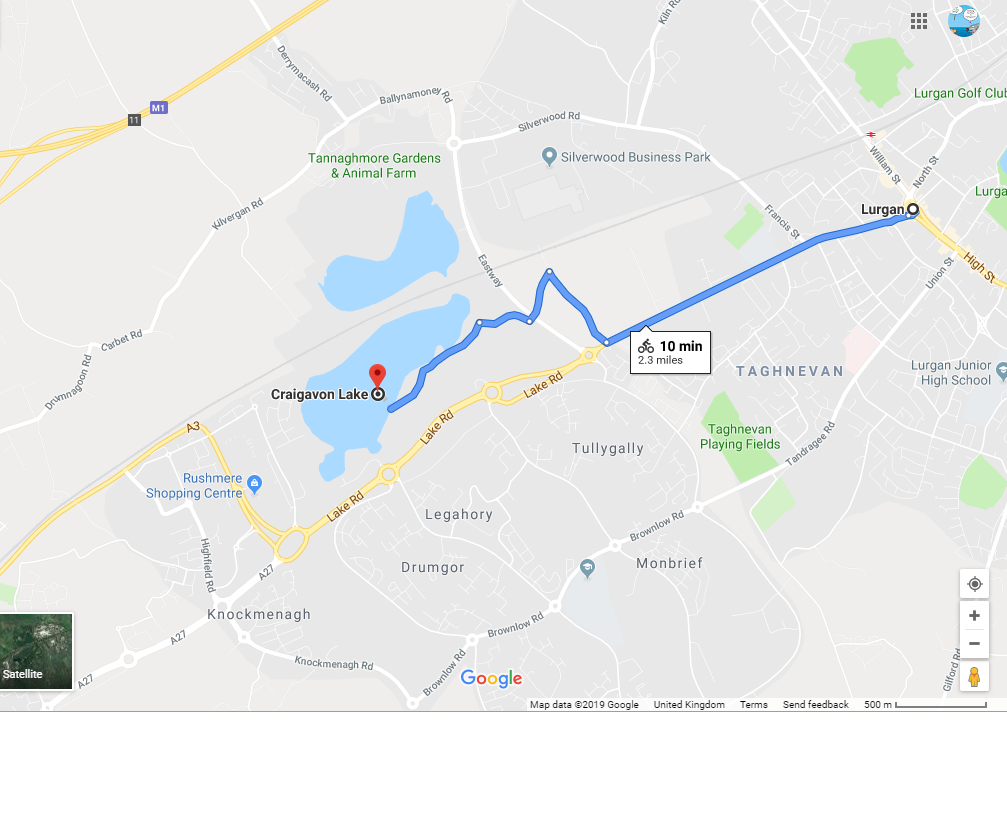 Kiln Rd
Derrymacash Rd
Ballynamoney Rd
Lurgan Golf Club
M1
11
Silverwood Rd
William St
North St
Tannaghmore Gardens
& Animal Farm
Silverwood Business Park
Lurga
Kilvergan Rd
Francis St
Lurgan
High St
Union St
Eastway
Carbet Rd
10 min
2.3 miles
Drumnagoon Rd
TAGHNEVAN
Lurgan Junior
High School
Craigavon Lake
Lake Rd
Lake Rd
A3
Taghnevan
Playing Fields
Tandragee Rd
Tullygally
Rushmere
Shopping Centre
Lake Rd
Legahory
Brownlow Rd
Highfield Rd
Drumgor
Monbrief
A27
Knockmenagh
Brownlow Rd
A27
Knockmenagh Rd
Brownlow Rd
Gilford Rd
Satellite
A27
Google
Map data ©2019 Google United Kingdom Terms Send feedback 500 m